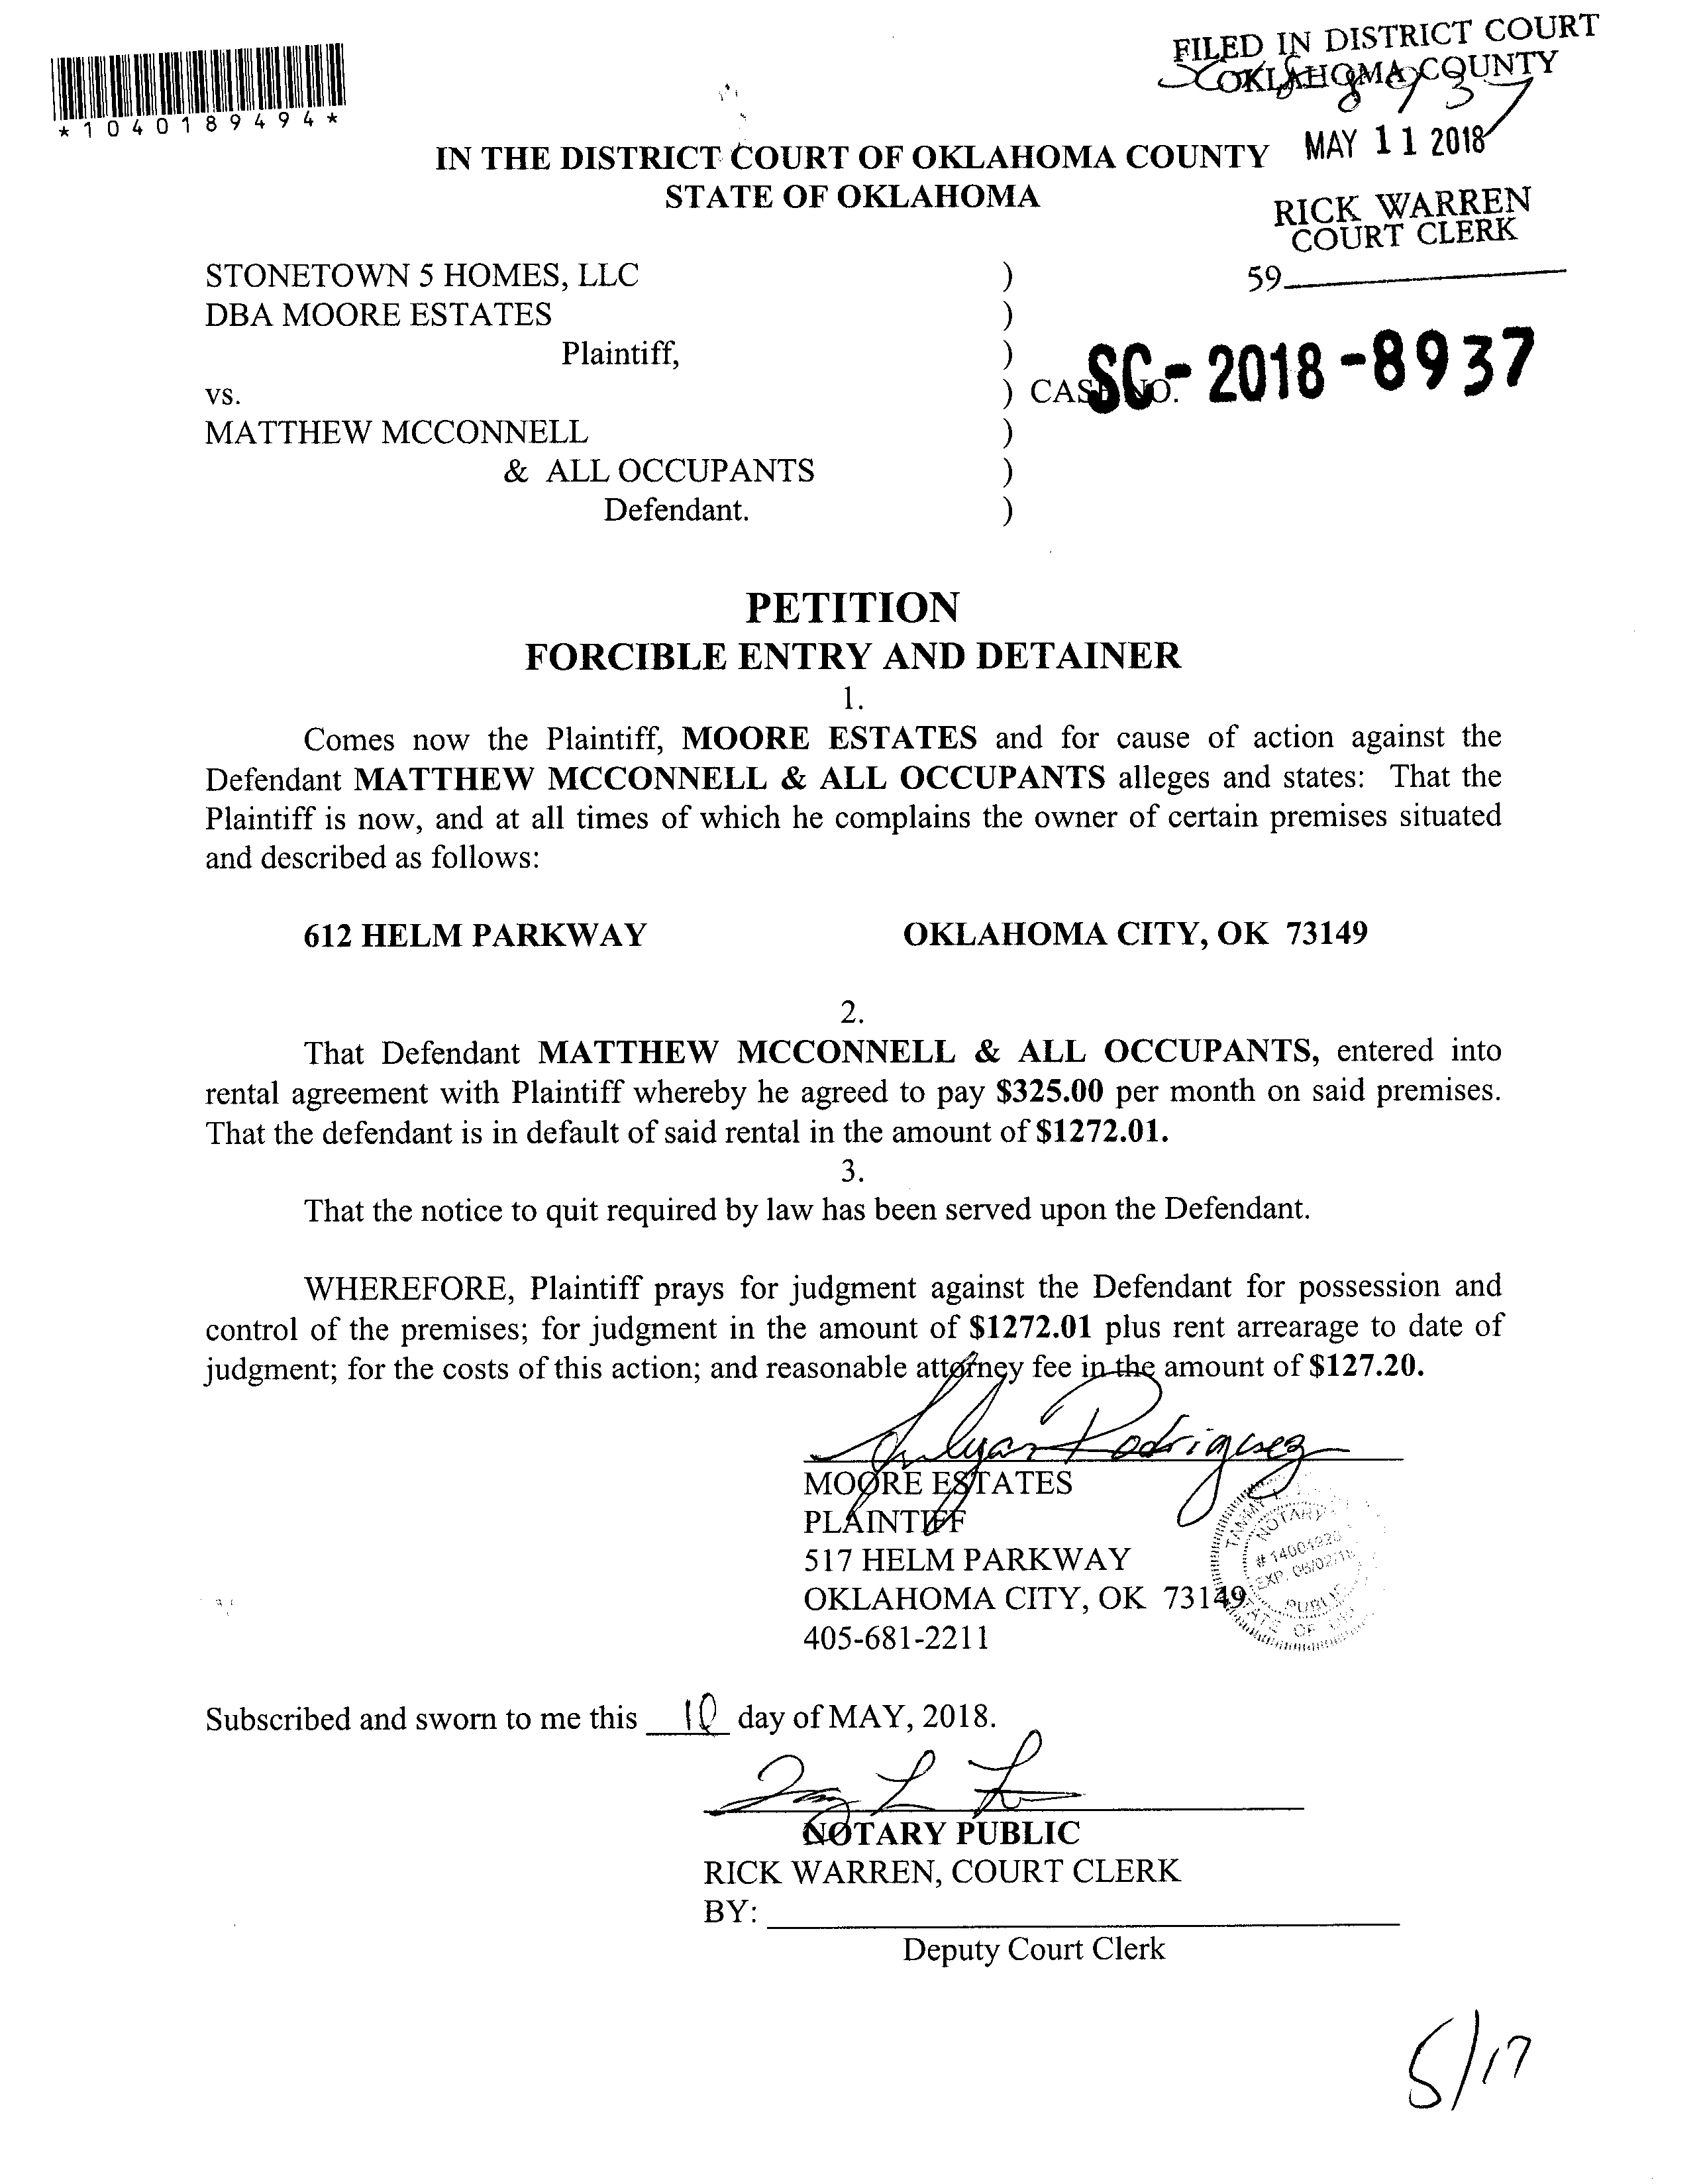 FILED IN DISTRICT COURT
OKLAHOMA COUNTY
*1040189494*
MAY 11 2018
IN THE DISTRICT COURT OF OKLAHOMA COUNTY
STATE OF OKLAHOMA
RICK WARREN
COURT CLERK
59
STONETOWN 5 HOMES, LLC )
DBA MOORE ESTATES )
Plaintiff, )
vs. ) CASE NO. SC-2018-8937
MATTHEW MCCONNELL )
& ALL OCCUPANTS )
Defendant. )
PETITION
FORCIBLE ENTRY AND DETAINER
1.
Comes now the Plaintiff, MOORE ESTATES and for cause of action against the
Defendant MATTHEW MCCONNELL & ALL OCCUPANTS alleges and states: That the
Plaintiff is now, and at all times of which he complains the owner of certain premises situated
and described as follows:
612 HELM PARKWAY OKLAHOMA CITY, OK 73149
2.
That Defendant MATTHEW MCCONNELL & ALL OCCUPANTS, entered into
rental agreement with Plaintiff whereby he agreed to pay $325.00 per month on said premises.
That the defendant is in default of said rental in the amount of $1272.01.
3.
That the notice to quit required by law has been served upon the Defendant.
WHEREFORE, Plaintiff prays for judgment against the Defendant for possession and
control of the premises; for judgment in the amount of $1272.01 plus rent arrearage to date of
judgment; for the costs of this action; and reasonable attorney fee in the amount of $127.20.
Rodriguez
MOORE ESTATES
PLAINTIFF
517 HELM PARKWAY
OKLAHOMA CITY, OK 73149
405-681-2211
TAMMY
NOTARY
PUBLIC
STATE OF
Subscribed and sworn to me this 10 day of MAY, 2018.
NOTARY PUBLIC
RICK WARREN, COURT CLERK
BY:
Deputy Court Clerk
5/17